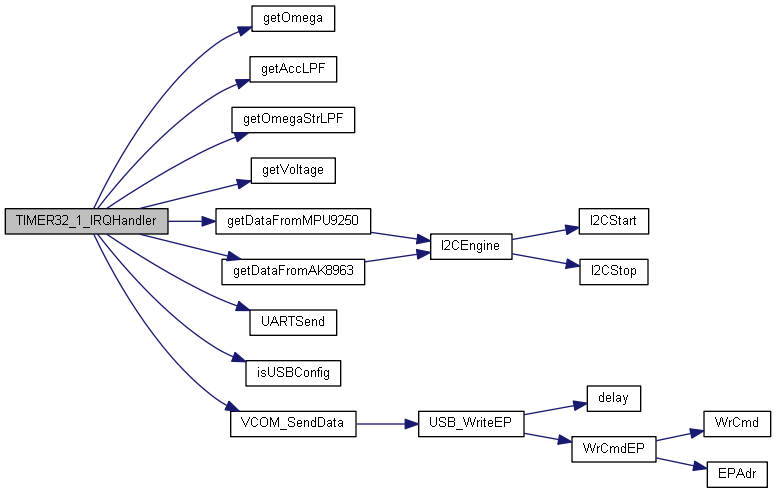 getOmega
getAccLPF
getOmegaStrLPF
getVoltage
TIMER32_1_IRQHandler
getDataFromMPU9250
I2CStart
I2CEngine
getDataFromAK8963
I2CStop
UARTSend
isUSBConfig
delay
VCOM_SendData
USB_WriteEP
WrCmd
WrCmdEP
EPAdr